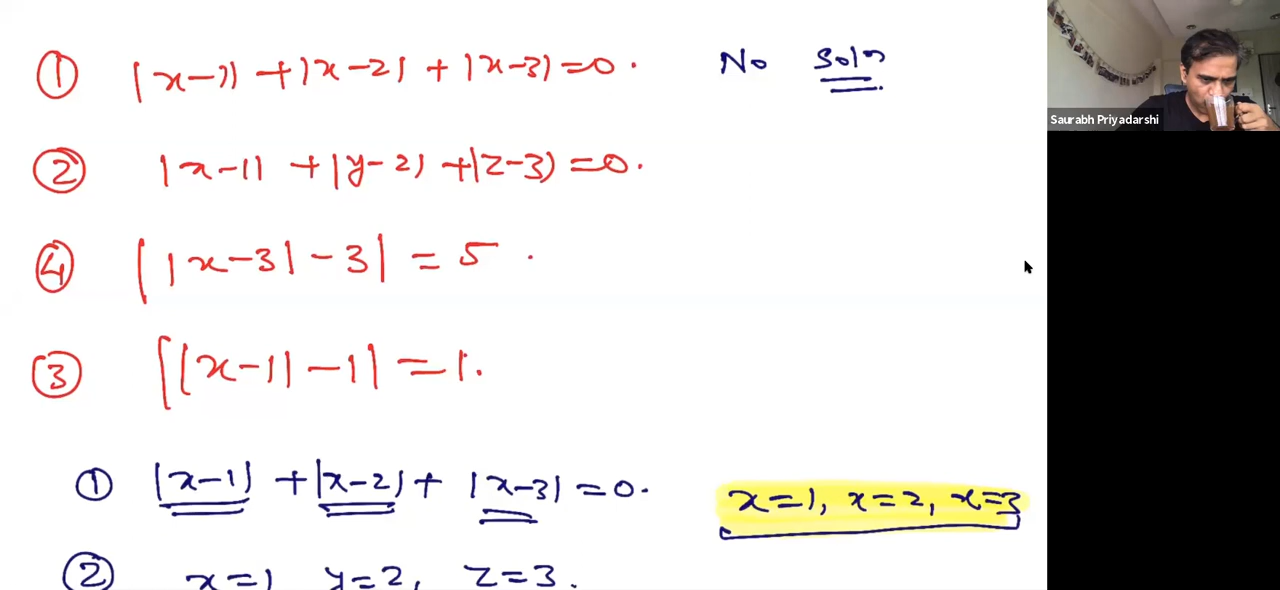 ① |x-1| + |x-2| + |x-3| = 0. No Soln
Saurabh Priyadarshi
② |x-1| + |y-2| + |z-3| = 0.
④ ||x-3| - 3| = 5.
③ ||x-1| - 1| = 1.
① |x-1| + |x-2| + |x-3| = 0. x=1, x=2, x=3
② x=1 y=2, z=3.